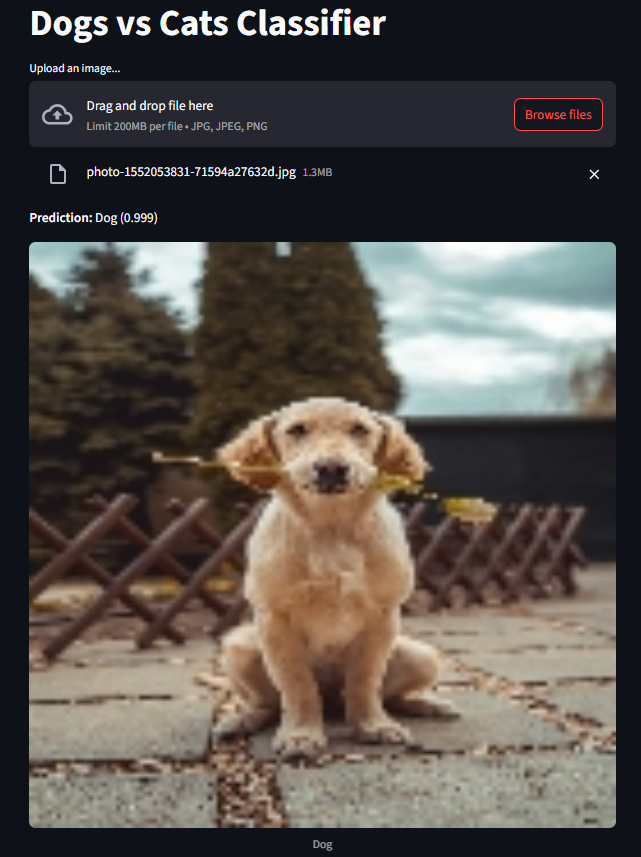 Dogs vs Cats Classifier
Upload an image...
Drag and drop file here
Limit 200MB per file • JPG, JPEG, PNG
Browse files
photo-1552053831-71594a27632d.jpg 1.3MB
Prediction: Dog (0.999)
Dog